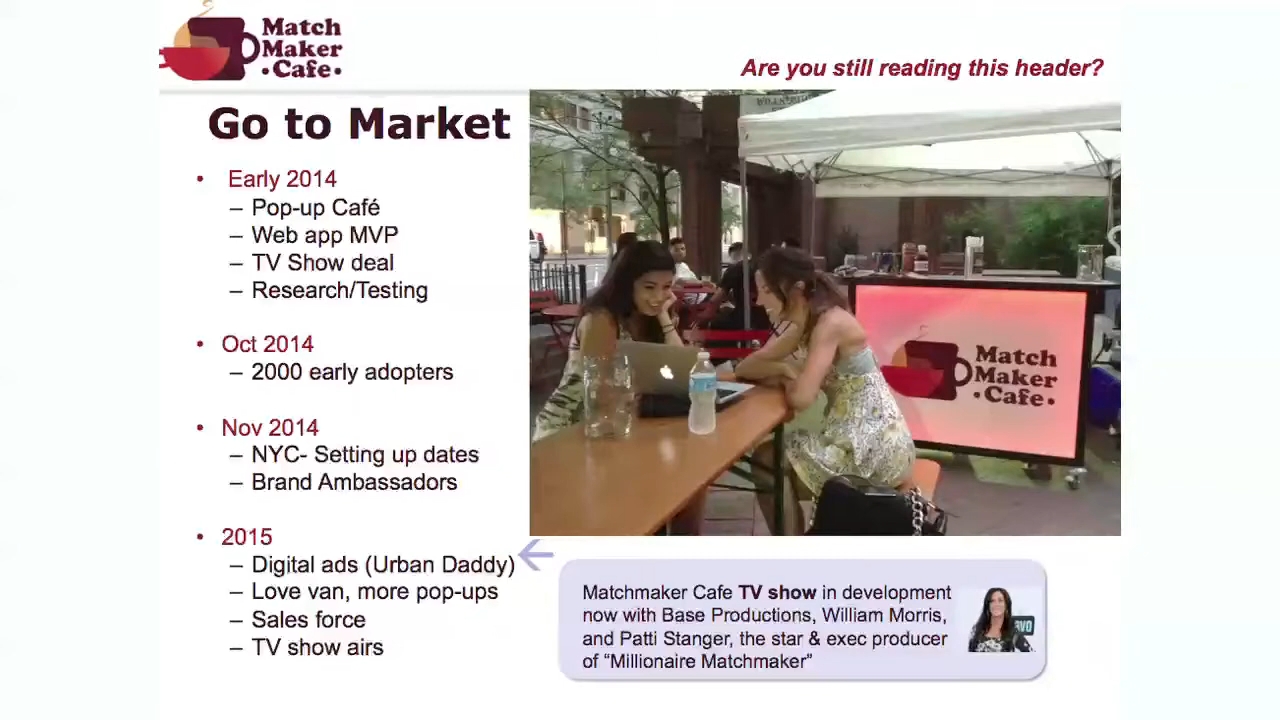 Match
Maker
•Cafe•
Are you still reading this header?
Go to Market
• Early 2014
– Pop-up Café
– Web app MVP
– TV Show deal
– Research/Testing
• Oct 2014
– 2000 early adopters
• Nov 2014
– NYC- Setting up dates
– Brand Ambassadors
• 2015
– Digital ads (Urban Daddy)
– Love van, more pop-ups
– Sales force
– TV show airs
Match
Maker
•Cafe•
Matchmaker Cafe TV show in development
now with Base Productions, William Morris,
and Patti Stanger, the star & exec producer
of “Millionaire Matchmaker”